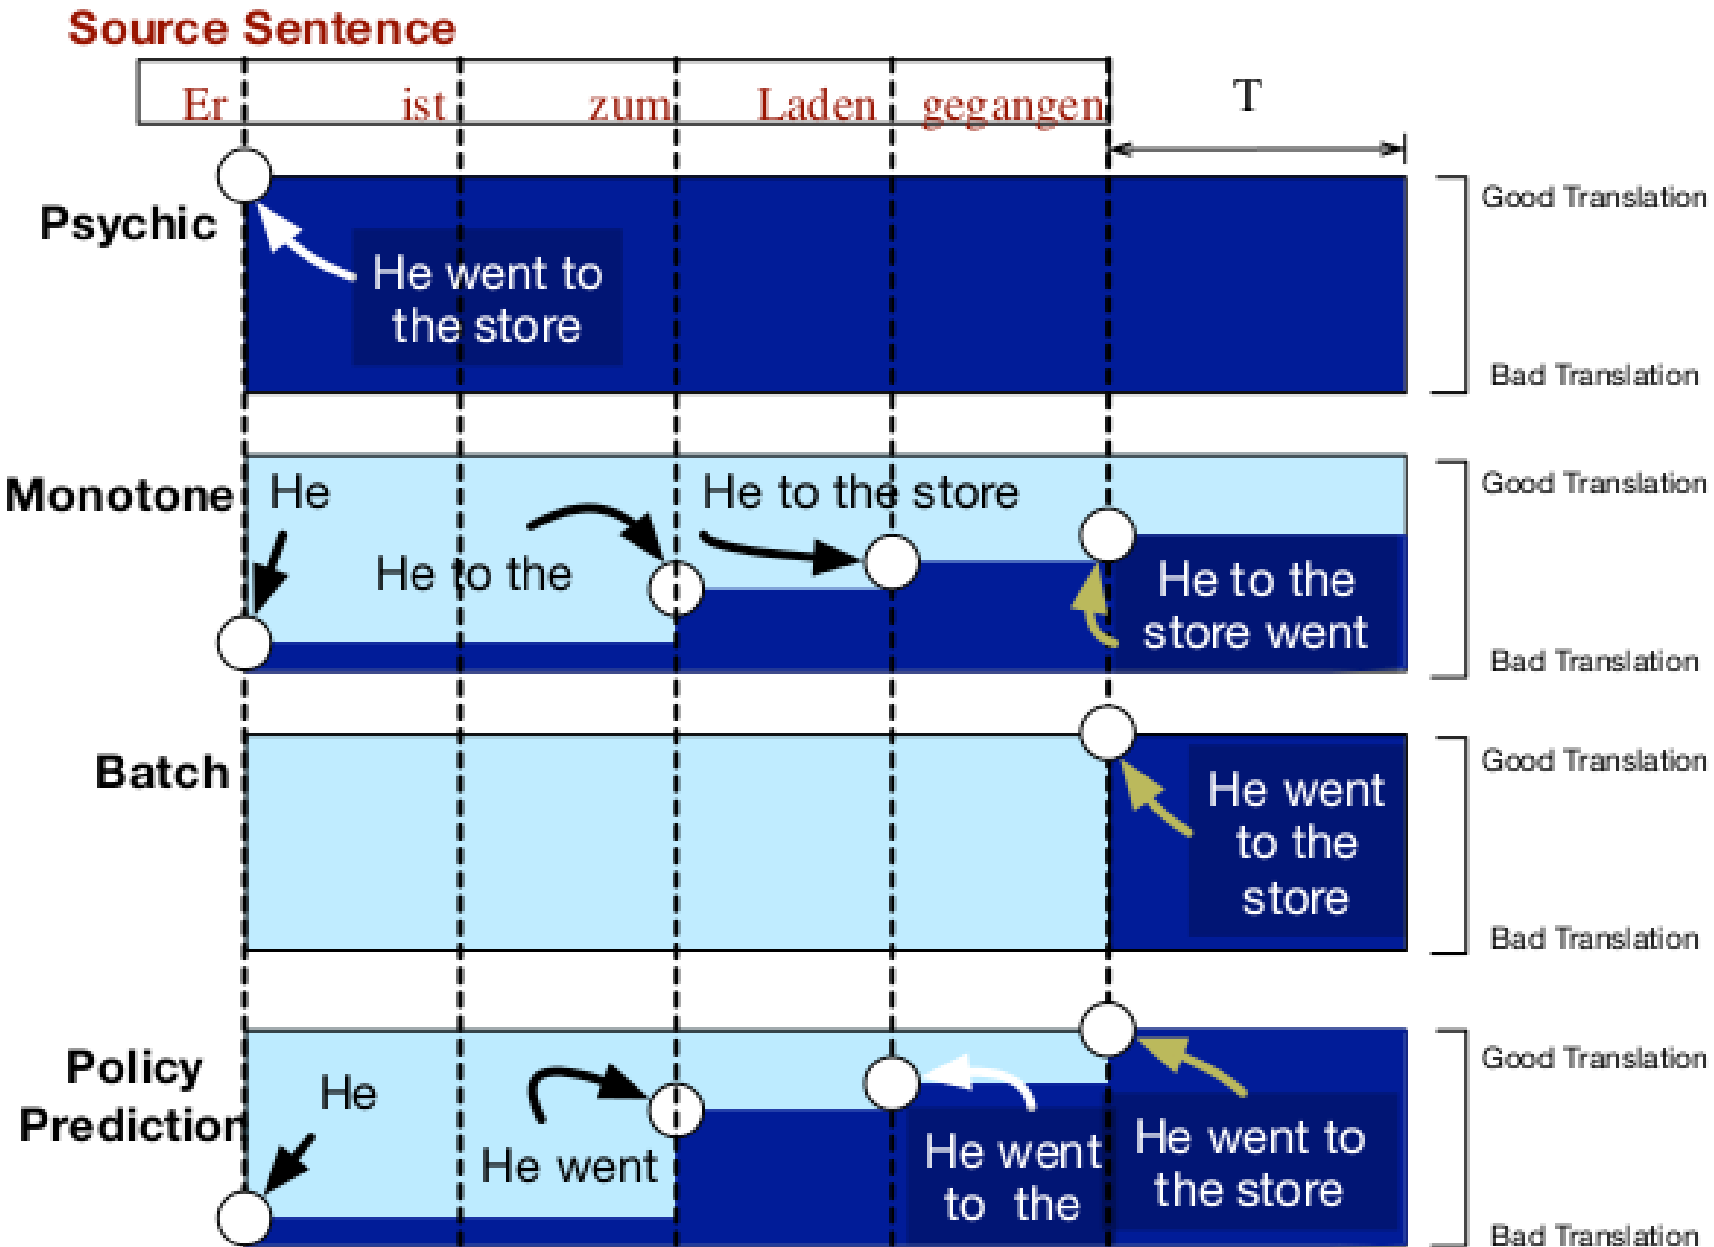 Source Sentence
Er ist zum Laden gegangen T
Psychic
He went to
the store
Good Translation
Bad Translation
Monotone
He
He to the
He to the store
He to the
store went
Good Translation
Bad Translation
Batch
He went
to the
store
Good Translation
Bad Translation
Policy
Prediction
He
He went
He went
to the
He went to
the store
Good Translation
Bad Translation